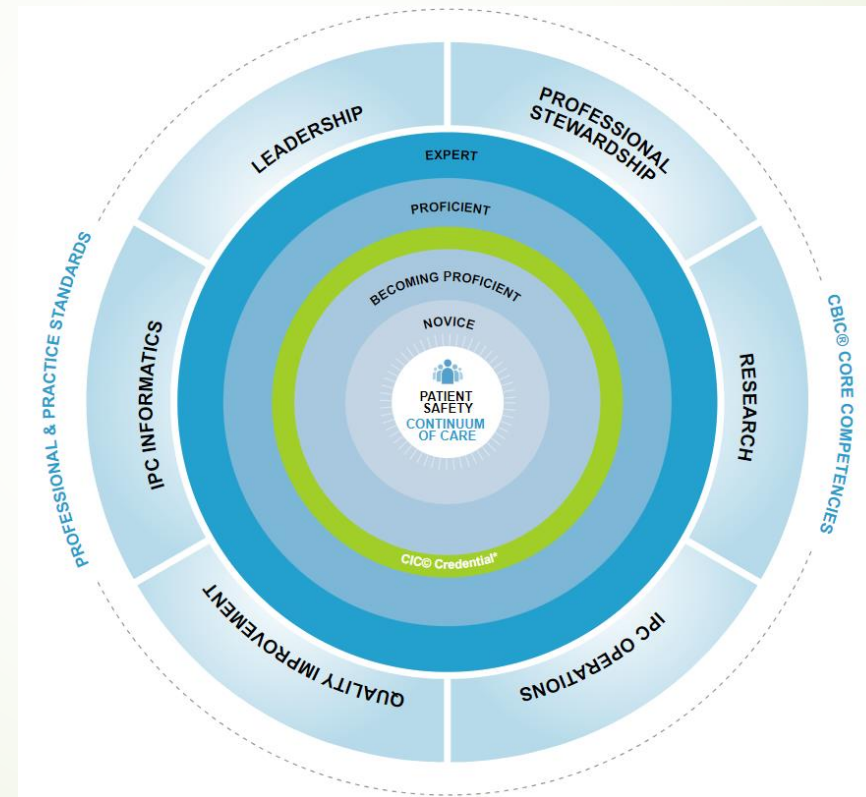 LEADERSHIP
PROFESSIONAL
STEWARDSHIP
EXPERT
PROFICIENT
BECOMING PROFICIENT
NOVICE
PATIENT
SAFETY
CONTINUUM
OF CARE
CIC© Credential*
IPC INFORMATICS
RESEARCH
QUALITY IMPROVEMENT
IPC OPERATIONS
PROFESSIONAL & PRACTICE STANDARDS
CBIC® CORE COMPETENCIES